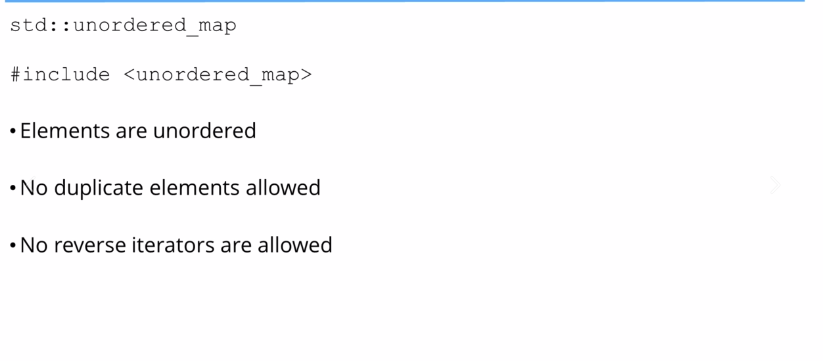 std::unordered_map
#include <unordered_map>
• Elements are unordered
• No duplicate elements allowed
• No reverse iterators are allowed